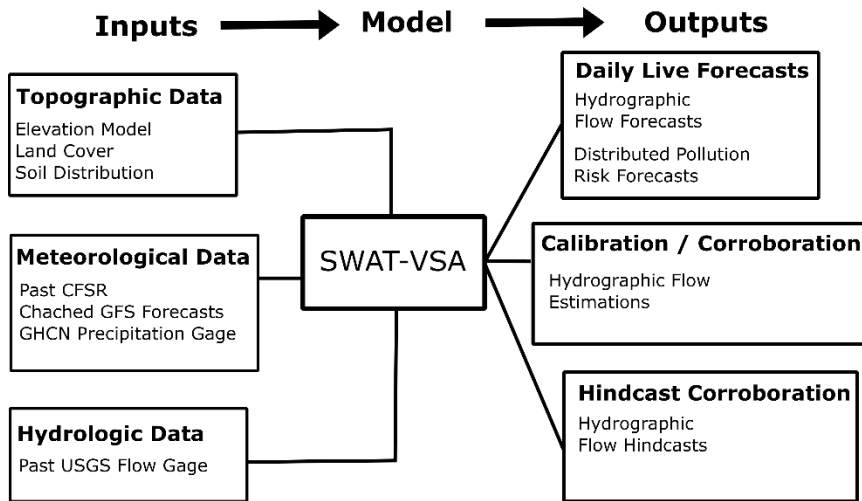 Inputs
Model
Outputs
Topographic Data
Elevation Model
Land Cover
Soil Distribution
Meteorological Data
Past CFSR
Chached GFS Forecasts
GHCN Precipitation Gage
Hydrologic Data
Past USGS Flow Gage
SWAT-VSA
Daily Live Forecasts
Hydrographic
Flow Forecasts
Distributed Pollution
Risk Forecasts
Calibration / Corroboration
Hydrographic Flow
Estimations
Hindcast Corroboration
Hydrographic
Flow Hindcasts